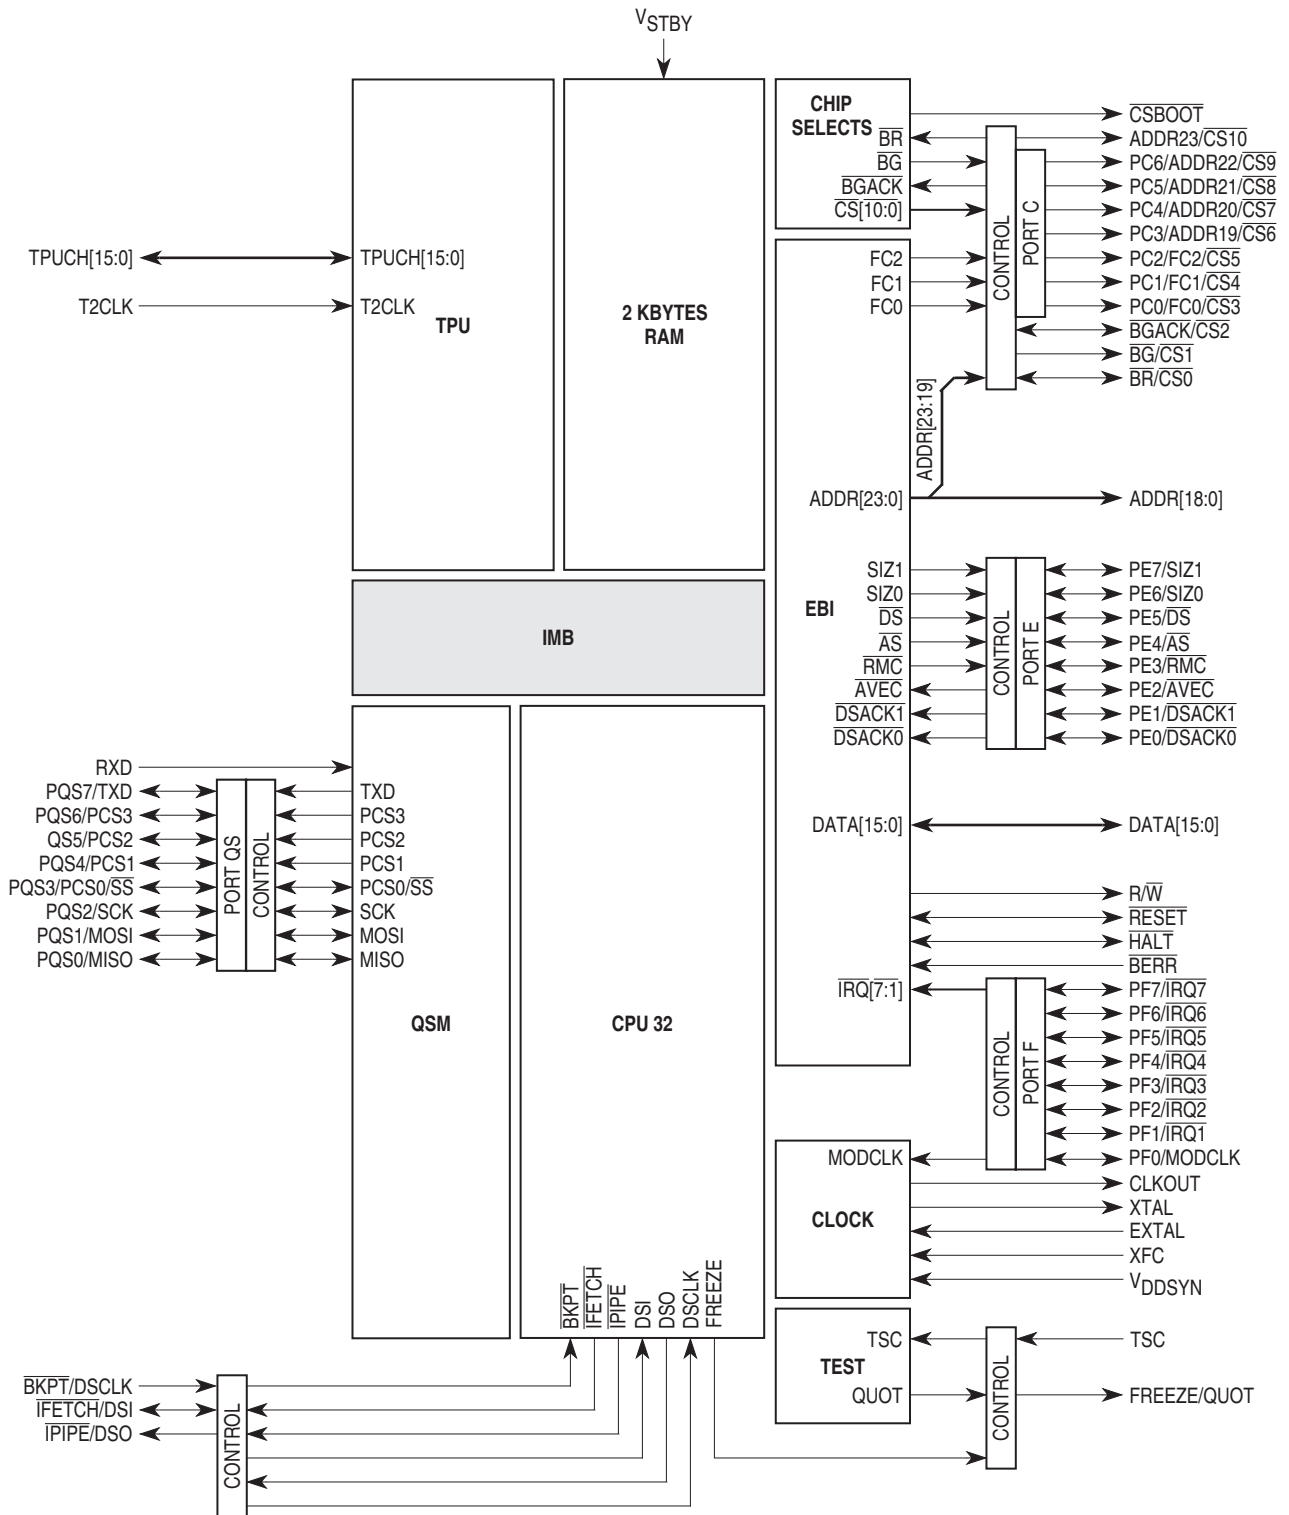 VSTBY
CHIP
SELECTS
BR
BG
BGACK
CS[10:0]
CONTROL
PORT C
CSBOOT
ADDR23/CS10
PC6/ADDR22/CS9
PC5/ADDR21/CS8
PC4/ADDR20/CS7
PC3/ADDR19/CS6
PC2/FC2/CS5
PC1/FC1/CS4
PC0/FC0/CS3
BGACK/CS2
BG/CS1
BR/CS0
TPUCH[15:0]
TPUCH[15:0]
T2CLK
T2CLK
TPU
2 KBYTES
RAM
FC2
FC1
FC0
ADDR[23:19]
ADDR[23:0]
ADDR[18:0]
IMB
EBI
SIZ1
SIZ0
DS
AS
RMC
AVEC
DSACK1
DSACK0
CONTROL
PORT E
PE7/SIZ1
PE6/SIZ0
PE5/DS
PE4/AS
PE3/RMC
PE2/AVEC
PE1/DSACK1
PE0/DSACK0
RXD
PQS7/TXD
PQS6/PCS3
QS5/PCS2
PQS4/PCS1
PQS3/PCS0/SS
PQS2/SCK
PQS1/MOSI
PQS0/MISO
PORT QS
CONTROL
TXD
PCS3
PCS2
PCS1
PCS0/SS
SCK
MOSI
MISO
QSM
CPU 32
DATA[15:0]
DATA[15:0]
R/W
RESET
HALT
BERR
IRQ[7:1]
CONTROL
PORT F
PF7/IRQ7
PF6/IRQ6
PF5/IRQ5
PF4/IRQ4
PF3/IRQ3
PF2/IRQ2
PF1/IRQ1
PF0/MODCLK
MODCLK
CLOCK
CLKOUT
XTAL
EXTAL
XFC
VDDSYN
BKPT
IFETCH
IPIPE
DSI
DSO
DSCLK
FREEZE
TSC
TEST
QUOT
CONTROL
TSC
FREEZE/QUOT
BKPT/DSCLK
IFETCH/DSI
IPIPE/DSO
CONTROL